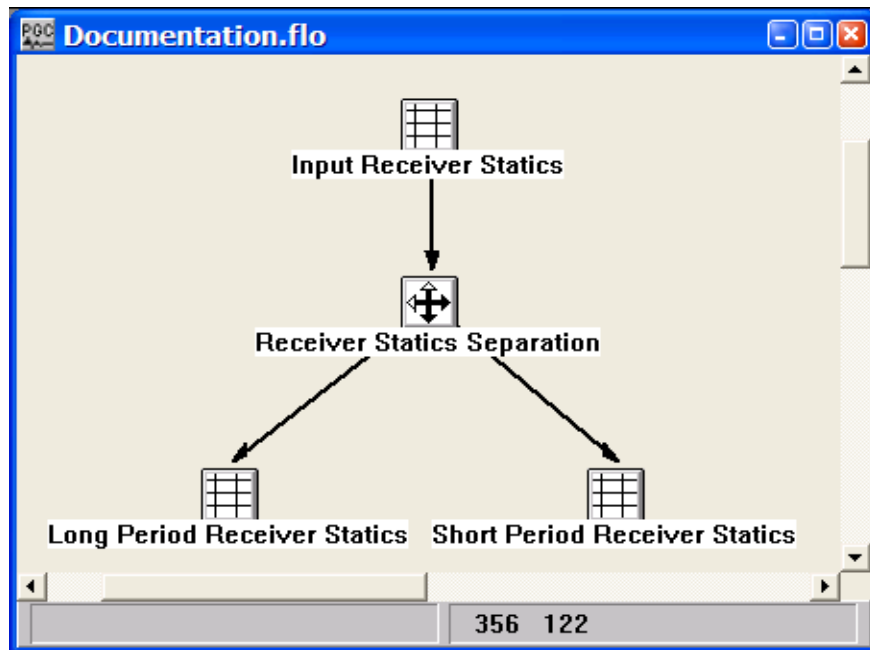 PGC Documentation.flo
Input Receiver Statics
Receiver Statics Separation
Long Period Receiver Statics
Short Period Receiver Statics
356 122